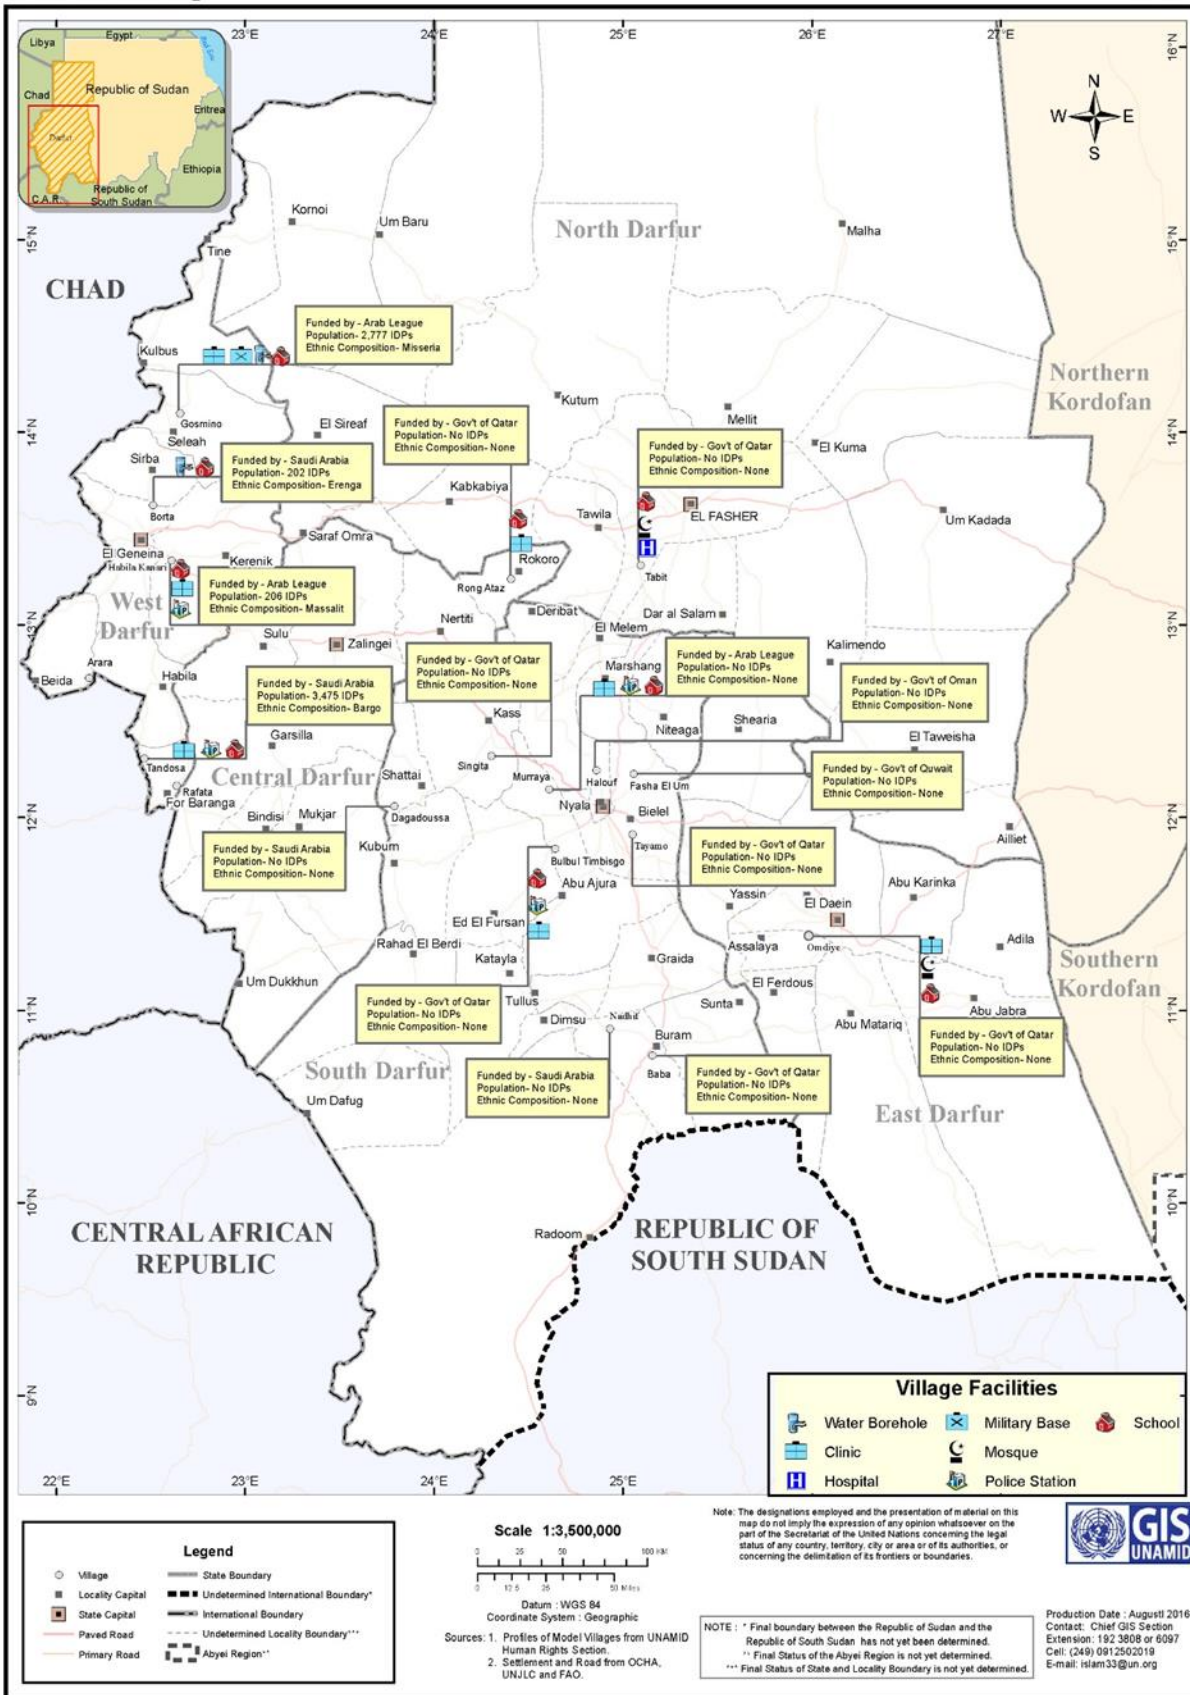 22°E
23°E
24°E
25°E
26°E
27°E
16°N
15°N
14°N
13°N
12°N
11°N
10°N
9°N
16°N
15°N
14°N
13°N
12°N
11°N
10°N
Libya
Egypt
Red Sea
Chad
Republic of Sudan
Eritrea
Darfur
Ethiopia
C.A.R.
Republic of
South Sudan
N
W
E
S
CHAD
North Darfur
Northern
Kordofan
Kornoi
Um Baru
Malha
Tine
Funded by - Arab League
Population- 2,777 IDPs
Ethnic Composition- Misseria
Kulbus
Gosmino
Seleah
El Sireaf
Kutum
Mellit
El Kuma
Funded by - Gov't of Qatar
Population- No IDPs
Ethnic Composition- None
Funded by - Gov't of Qatar
Population- No IDPs
Ethnic Composition- None
Sirba
Funded by - Saudi Arabia
Population- 202 IDPs
Ethnic Composition- Erenga
Borta
Kabkabiya
Tawila
EL FASHER
Um Kadada
El Geneina
Habila Kanari
Kerenik
Saraf Omra
Rokoro
Rong Ataz
Tabit
Funded by - Arab League
Population- 206 IDPs
Ethnic Composition- Massalit
West
Darfur
Deribat
Dar al Salam
Nertiti
El Melem
Sulu
Zalingei
Kalimendo
Funded by - Gov't of Qatar
Population- No IDPs
Ethnic Composition- None
Marshang
Funded by - Arab League
Population- No IDPs
Ethnic Composition- None
Funded by - Gov't of Oman
Population- No IDPs
Ethnic Composition- None
Arara
Beida
Habila
Funded by - Saudi Arabia
Population- 3,475 IDPs
Ethnic Composition- Bargo
Kass
Niteaga
Shearia
El Taweisha
Garsilla
Tandosa
Central Darfur
Rafata
For Baranga
Shattai
Singita
Murraya
Halouf
Fasha El Um
Funded by - Gov't of Quwait
Population- No IDPs
Ethnic Composition- None
Nyala
Bielel
Bindisi
Mukjar
Dagadoussa
Kubum
Tayamo
Ailliet
Funded by - Saudi Arabia
Population- No IDPs
Ethnic Composition- None
Bulbul Timbisgo
Funded by - Gov't of Qatar
Population- No IDPs
Ethnic Composition- None
Abu Ajura
Abu Karinka
Yassin
El Daein
Ed El Fursan
Rahad El Berdi
Assalaya
Omdiye
Adila
Katayla
Graida
Southern
Kordofan
Um Dukkhun
El Ferdous
Funded by - Gov't of Qatar
Population- No IDPs
Ethnic Composition- None
Tullus
Dimsu
Nadhif
Sunta
Abu Jabra
Abu Matariq
Buram
Baba
Funded by - Gov't of Qatar
Population- No IDPs
Ethnic Composition- None
South Darfur
Funded by - Saudi Arabia
Population- No IDPs
Ethnic Composition- None
Funded by - Gov't of Qatar
Population- No IDPs
Ethnic Composition- None
Um Dafug
East Darfur
CENTRAL AFRICAN
REPUBLIC
Radoom
REPUBLIC OF
SOUTH SUDAN
Village Facilities
Water Borehole
Military Base
School
Clinic
Mosque
Hospital
Police Station
22°E
23°E
24°E
25°E
Legend
Village
Locality Capital
State Capital
Paved Road
Primary Road
State Boundary
Undetermined International Boundary*
International Boundary
Undetermined Locality Boundary***
Abyei Region**
Scale 1:3,500,000
0 25 50 100 KM
0 12.5 25 50 Miles
Datum : WGS 84
Coordinate System : Geographic
Sources: 1. Profiles of Model Villages from UNAMID
Human Rights Section.
2. Settlement and Road from OCHA,
UNJLC and FAO.
Note: The designations employed and the presentation of material on this
map do not imply the expression of any opinion whatsoever on the
part of the Secretariat of the United Nations concerning the legal
status of any country, territory, city or area or of its authorities, or
concerning the delimitation of its frontiers or boundaries.
GIS
UNAMID
NOTE : * Final boundary between the Republic of Sudan and the
Republic of South Sudan has not yet been determined.
** Final Status of the Abyei Region is not yet determined.
*** Final Status of State and Locality Boundary is not yet determined.
Production Date : Augustl 2016
Contact: Chief GIS Section
Extension: 192 3808 or 6097
Cell: (249) 0912502019
E-mail: islam33@un.org